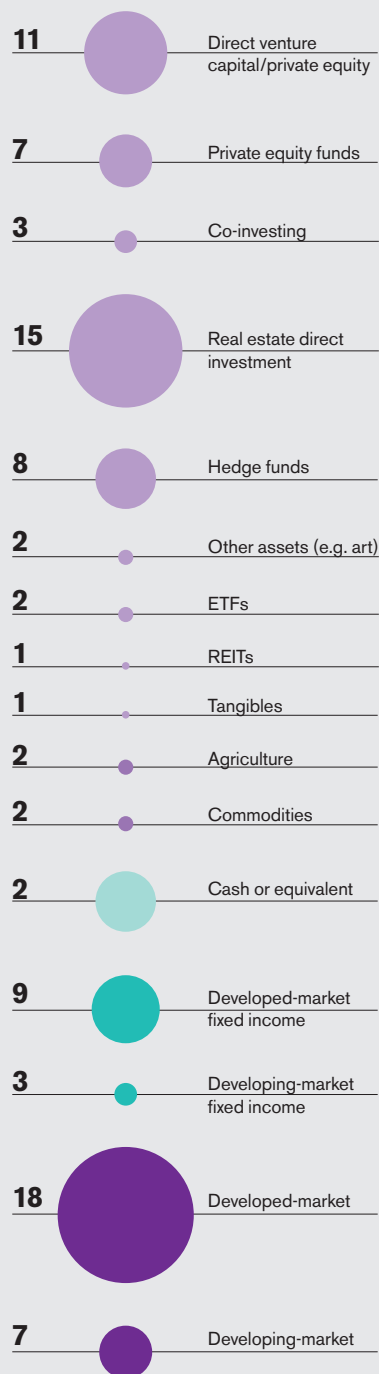 11 Direct venture
capital/private equity
7 Private equity funds
3 Co-investing
15 Real estate direct
investment
8 Hedge funds
2 Other assets (e.g. art)
2 ETFs
1 REITs
1 Tangibles
2 Agriculture
2 Commodities
2 Cash or equivalent
9 Developed-market
fixed income
3 Developing-market
fixed income
18 Developed-market
7 Developing-market